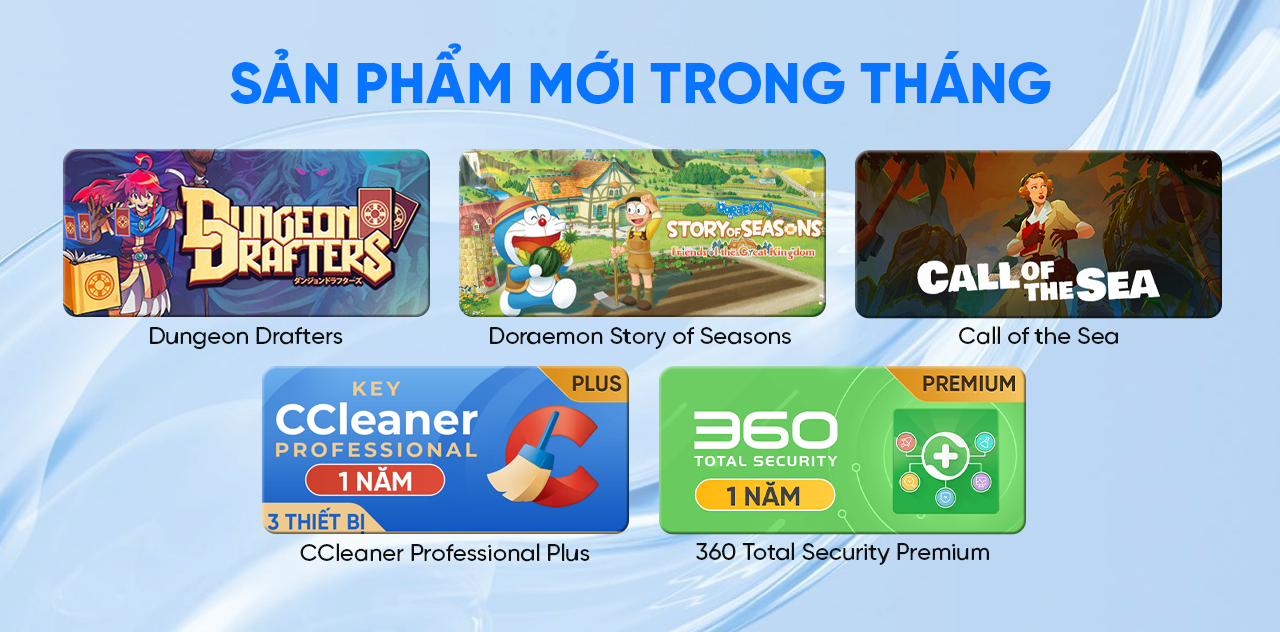 SẢN PHẨM MỚI TRONG THÁNG
DUNGEON
DRAFTERS
ダンジョンドラフターズ
DORAEMON
STORY OF SEASONS
Friends of the Great Kingdom
CALL OF THE SEA
Dungeon Drafters
Doraemon Story of Seasons
Call of the Sea
KEY
PLUS
CCleaner
PROFESSIONAL
1 NĂM
3 THIẾT BỊ
PREMIUM
360
TOTAL SECURITY
1 NĂM
CCleaner Professional Plus
360 Total Security Premium